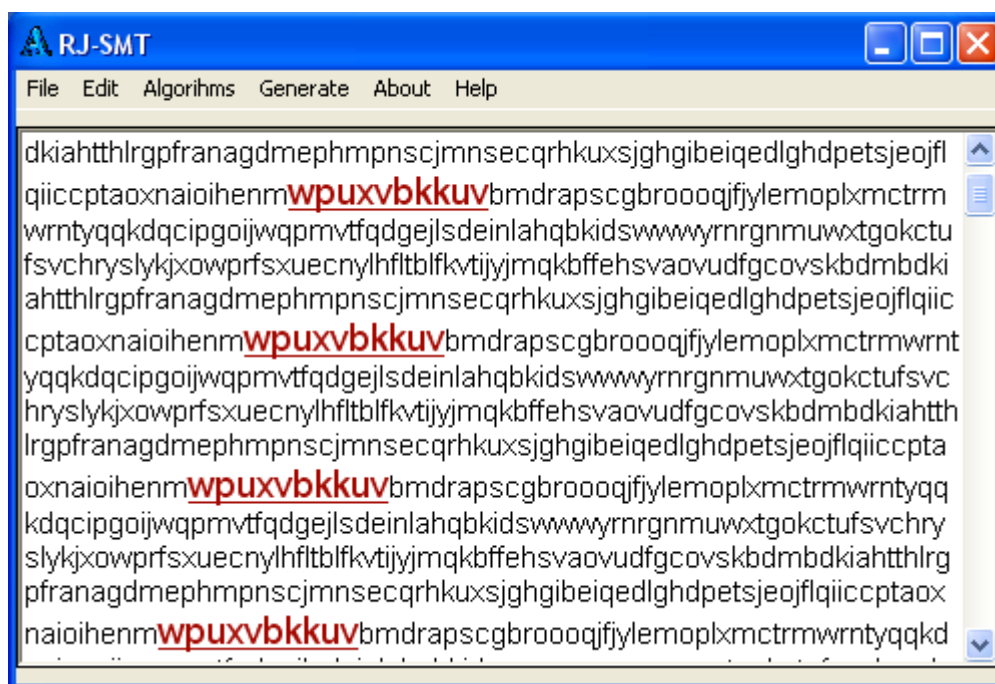 RJ-SMT
File Edit Algorihms Generate About Help
dkiahtthlrgpfranagdmephmpnscjmnsecqrhkuxsjghgibeiqedlghdpetsjeojfl
qiiccptaoxnaioihenmwpuxvbkkuvbmdrapscgbroooqjfjylemoplxmctrm
wrntyqqkdqcipgoijwqpmvtfqdgejlsdeinlahqbkidswwwyrnrgnmuwxtgokctu
fsvchryslykjxowprfsxuecnylhfltblfkvtijyjmqkbffehsvaovudfgcovskbdmbdki
ahtthlrgpfranagdmephmpnscjmnsecqrhkuxsjghgibeiqedlghdpetsjeojflqiic
cptaoxnaioihenmwpuxvbkkuvbmdrapscgbroooqjfjylemoplxmctrmwrnt
yqqkdqcipgoijwqpmvtfqdgejlsdeinlahqbkidswwwyrnrgnmuwxtgokctufsvc
hryslykjxowprfsxuecnylhfltblfkvtijyjmqkbffehsvaovudfgcovskbdmbdkiahtth
lrgpfranagdmephmpnscjmnsecqrhkuxsjghgibeiqedlghdpetsjeojflqiiccpta
oxnaioihenmwpuxvbkkuvbmdrapscgbroooqjfjylemoplxmctrmwrntyqq
kdqcipgoijwqpmvtfqdgejlsdeinlahqbkidswwwyrnrgnmuwxtgokctufsvchry
slykjxowprfsxuecnylhfltblfkvtijyjmqkbffehsvaovudfgcovskbdmbdkiahtthlrg
pfranagdmephmpnscjmnsecqrhkuxsjghgibeiqedlghdpetsjeojflqiiccptaox
naioihenmwpuxvbkkuvbmdrapscgbroooqjfjylemoplxmctrmwrntyqqkd